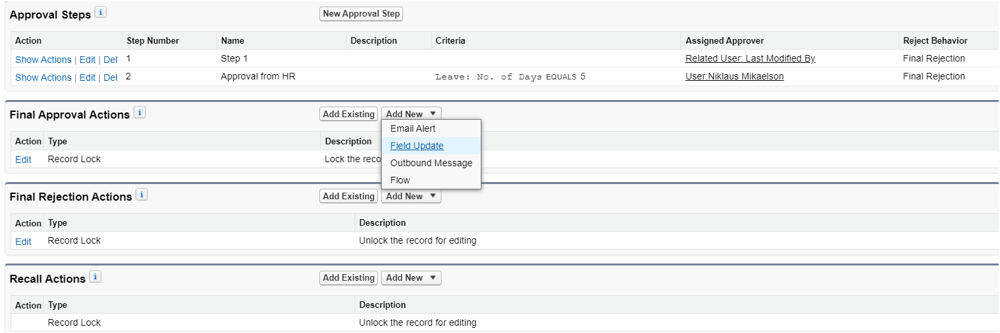 Approval Steps i New Approval Step
Action Step Number Name Description Criteria Assigned Approver Reject Behavior
Show Actions | Edit | Del 1 Step 1 Related User: Last Modified By Final Rejection
Show Actions | Edit | Del 2 Approval from HR Leave: No. of Days EQUALS 5 User:Niklaus Mikaelson Final Rejection
Final Approval Actions i Add Existing Add New
Email Alert
Action Type Description
Field Update
Edit Record Lock Lock the reco
Outbound Message
Flow
Final Rejection Actions i Add Existing Add New
Action Type Description
Edit Record Lock Unlock the record for editing
Recall Actions i Add Existing Add New
Action Type Description
Record Lock Unlock the record for editing